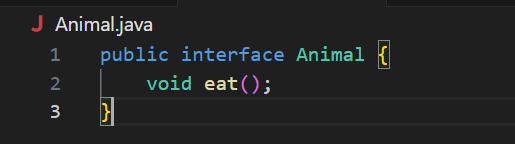 J Animal.java
1 public interface Animal {
2     void eat();
3 }